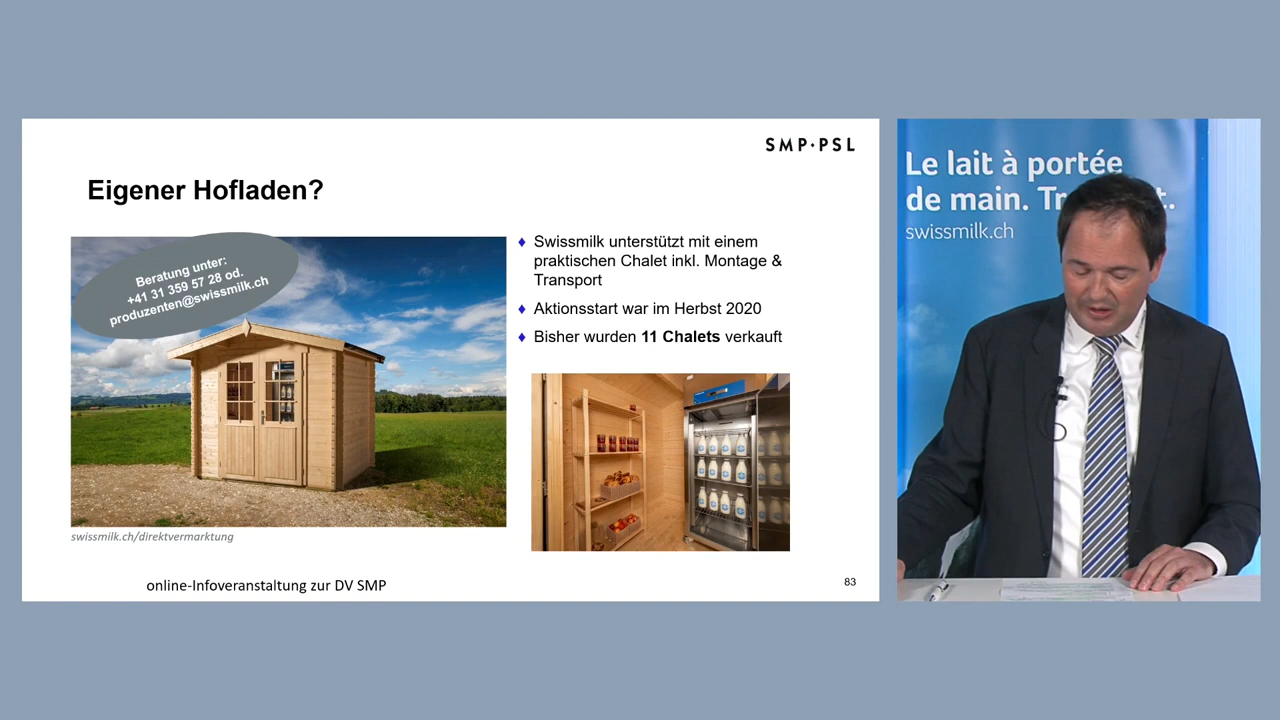 SMP·PSL
Eigener Hofladen?
Beratung unter:
+41 31 359 57 28 od.
produzenten@swissmilk.ch
♦ Swissmilk unterstützt mit einem
praktischen Chalet inkl. Montage &
Transport
♦ Aktionsstart war im Herbst 2020
♦ Bisher wurden 11 Chalets verkauft
swissmilk.ch/direktvermarktung
online-Infoveranstaltung zur DV SMP
83
Le lait à portée
de main.
swissmilk.ch